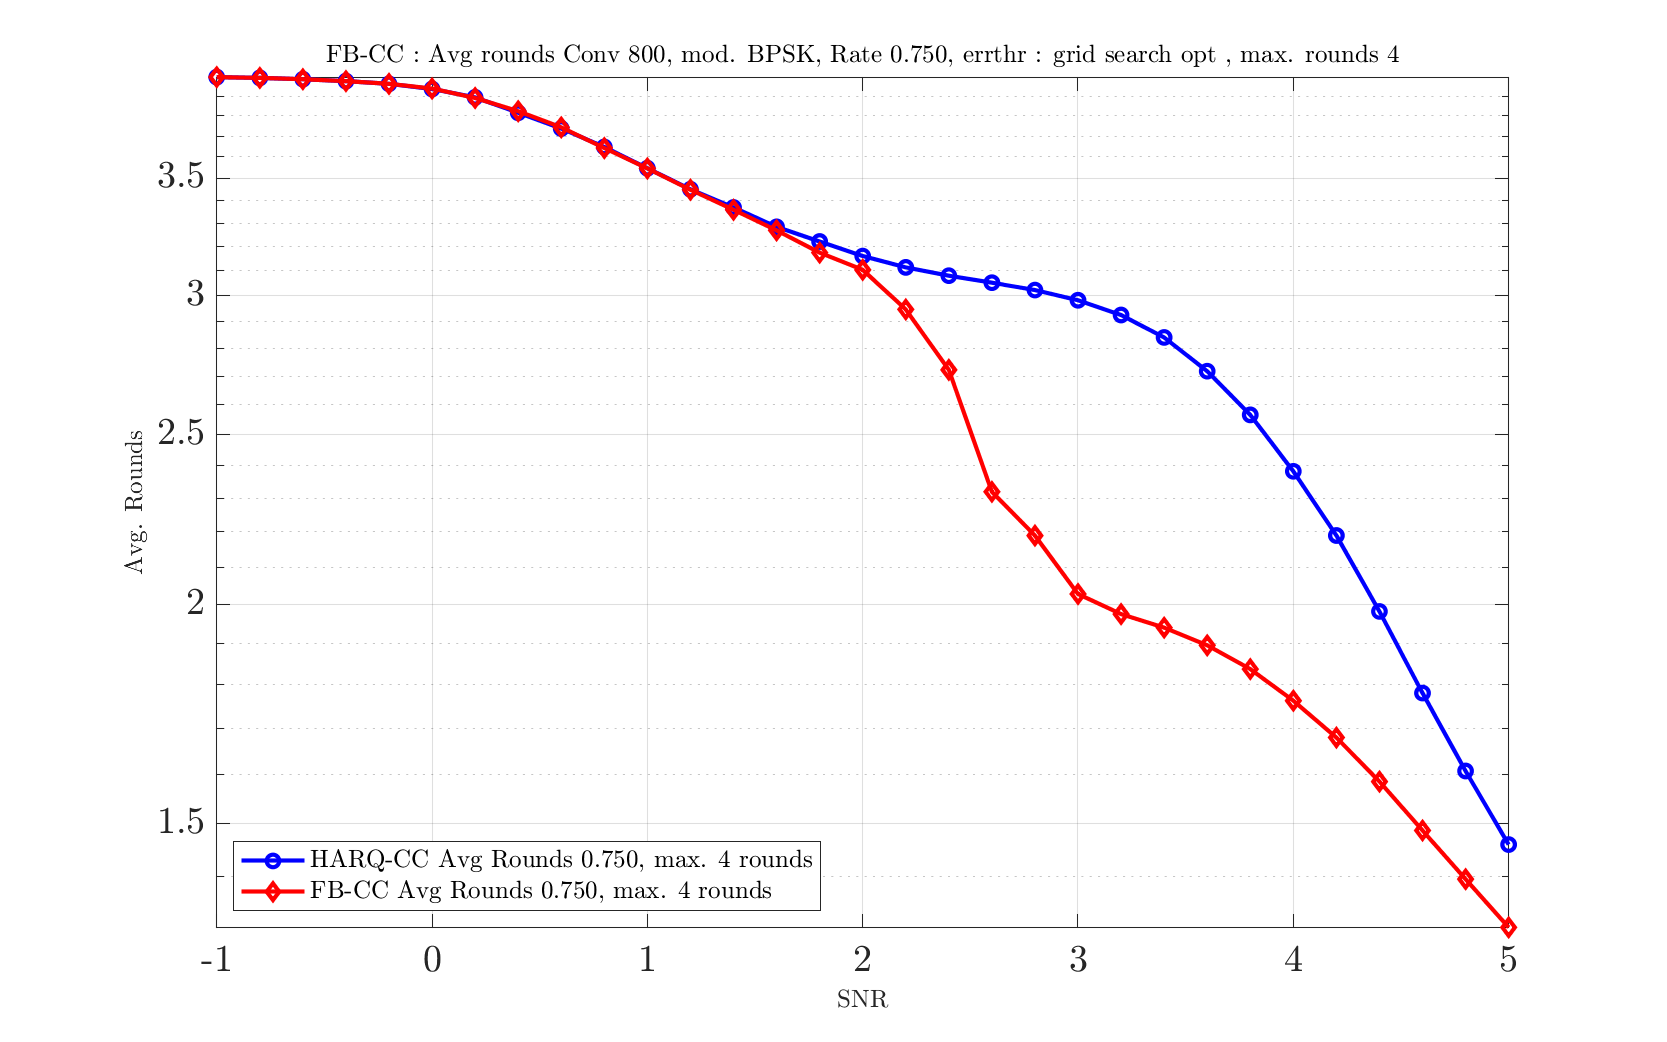 FB-CC : Avg rounds Conv 800, mod. BPSK, Rate 0.750, errthr : grid search opt , max. rounds 4
3.5
3
2.5
2
1.5
Avg. Rounds
HARQ-CC Avg Rounds 0.750, max. 4 rounds
FB-CC Avg Rounds 0.750, max. 4 rounds
-1 0 1 2 3 4 5
SNR